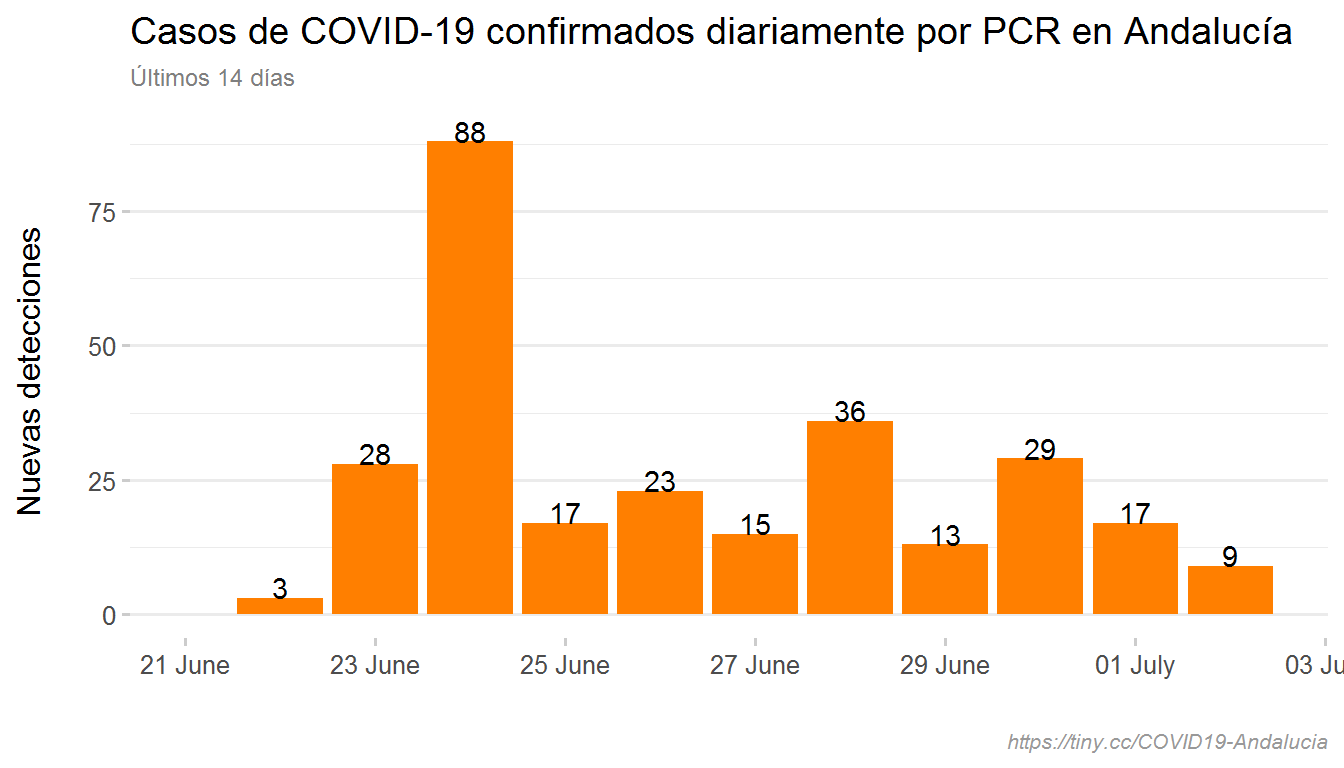 Casos de COVID-19 confirmados diariamente por PCR en Andalucía
Últimos 14 días
Nuevas detecciones
75
50
25
0
3
28
88
17
23
15
36
13
29
17
9
21 June
23 June
25 June
27 June
29 June
01 July
03 Ju
https://tiny.cc/COVID19-Andalucia